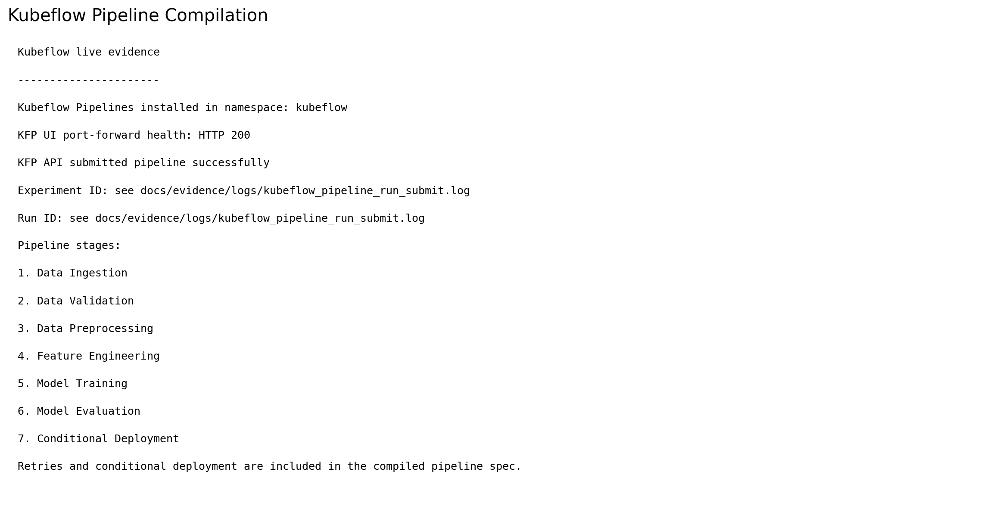 Kubeflow Pipeline Compilation
Kubeflow live evidence
----------------------
Kubeflow Pipelines installed in namespace: kubeflow
KFP UI port-forward health: HTTP 200
KFP API submitted pipeline successfully
Experiment ID: see docs/evidence/logs/kubeflow_pipeline_run_submit.log
Run ID: see docs/evidence/logs/kubeflow_pipeline_run_submit.log
Pipeline stages:
1. Data Ingestion
2. Data Validation
3. Data Preprocessing
4. Feature Engineering
5. Model Training
6. Model Evaluation
7. Conditional Deployment
Retries and conditional deployment are included in the compiled pipeline spec.